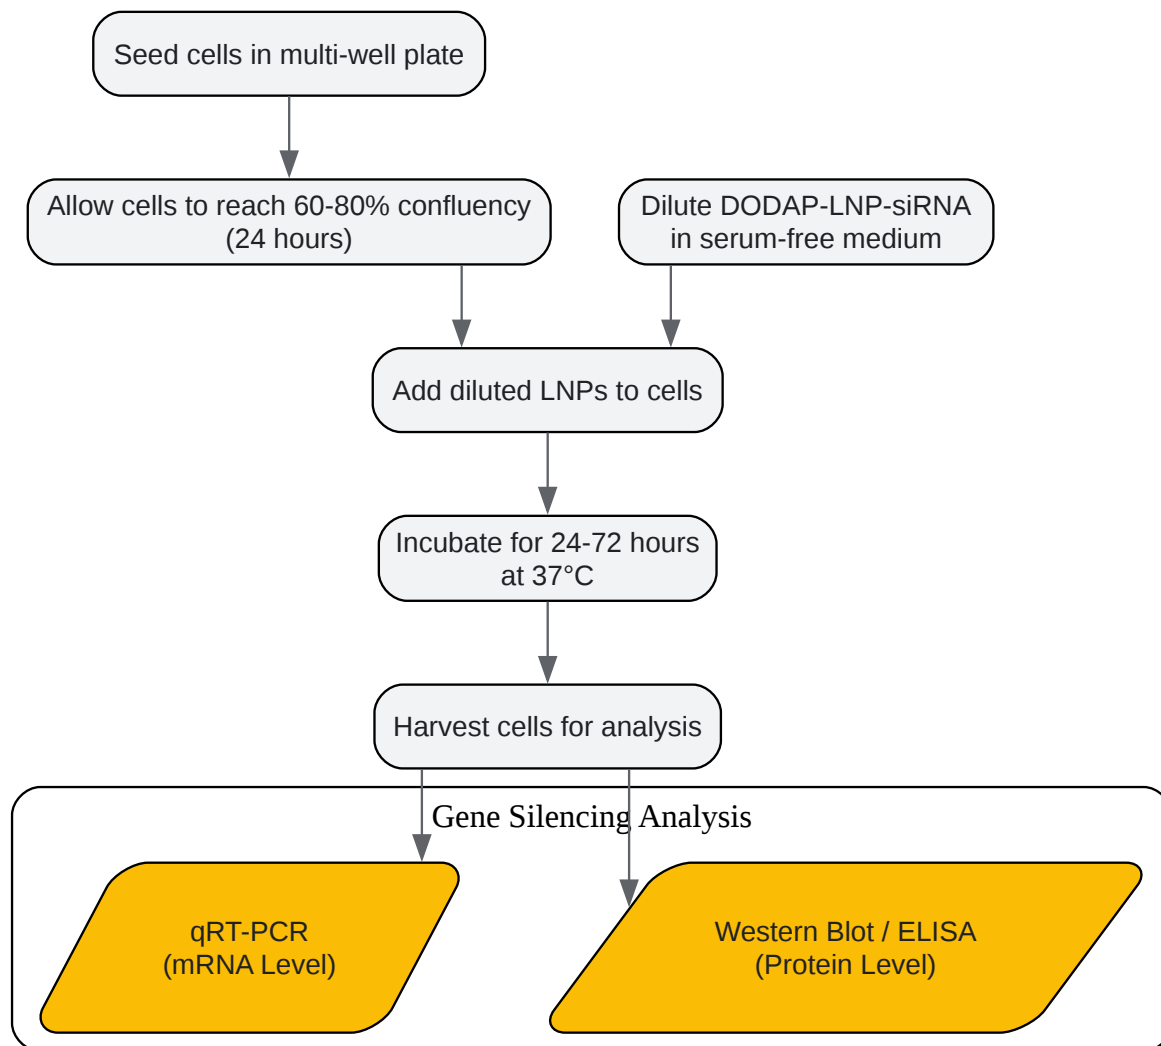 Seed cells in multi-well plate
Allow cells to reach 60-80% confluency
(24 hours)
Dilute DODAP-LNP-siRNA
in serum-free medium
Add diluted LNPs to cells
Incubate for 24-72 hours
at 37°C
Harvest cells for analysis
Gene Silencing Analysis
qRT-PCR
(mRNA Level)
Western Blot / ELISA
(Protein Level)